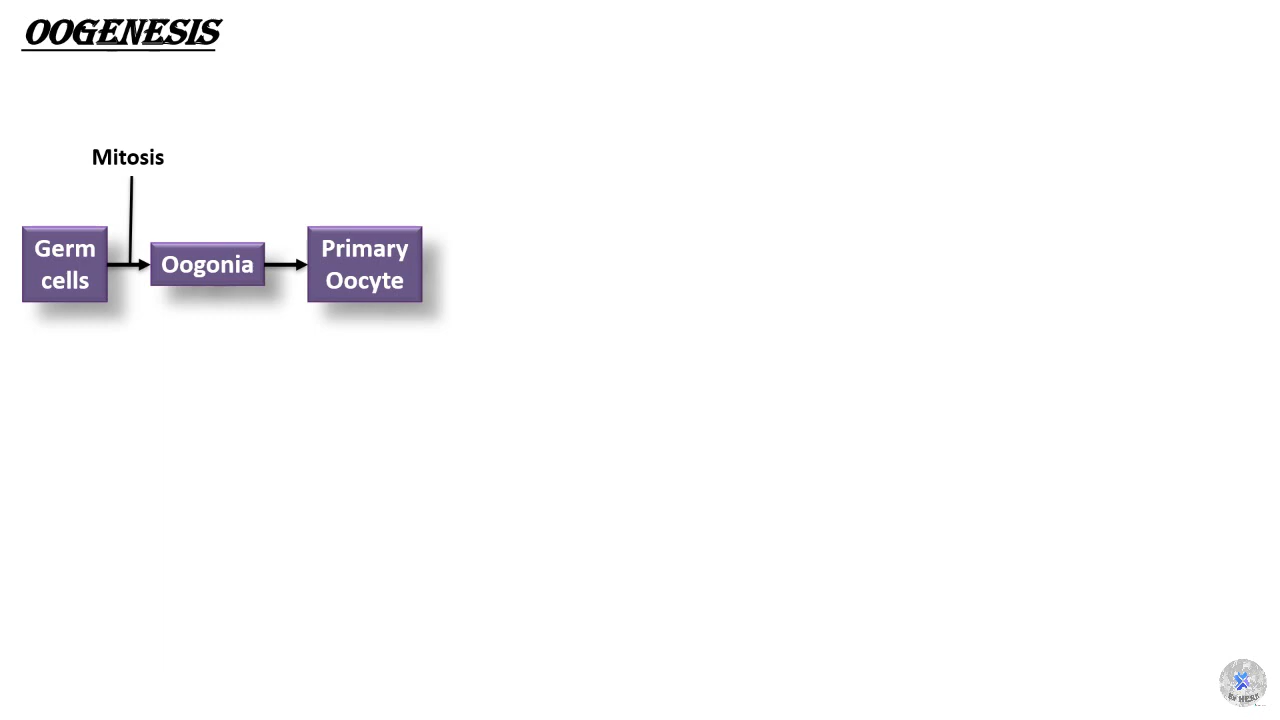 OOGENESIS
Mitosis
Germ
cells
Oogonia
Primary
Oocyte